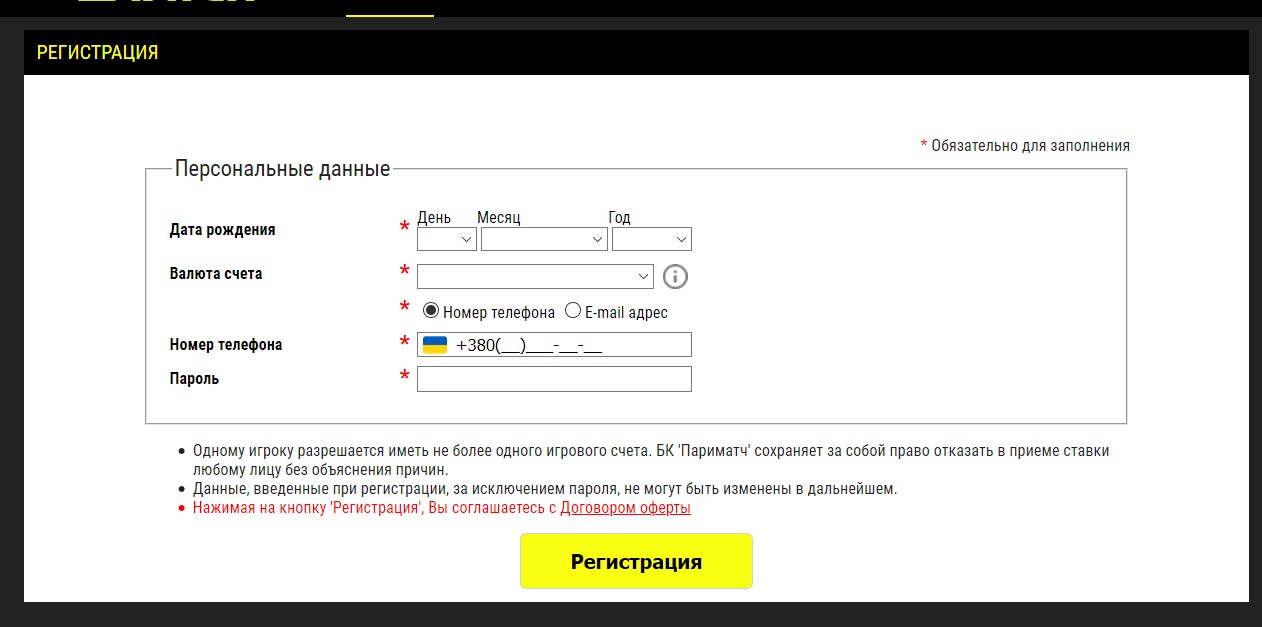 РЕГИСТРАЦИЯ
* Обязательно для заполнения
Персональные данные
День Месяц Год
Дата рождения *
Валюта счета *
* Номер телефона E-mail адрес
Номер телефона * +380(__)___-__-__
Пароль *
• Одному игроку разрешается иметь не более одного игрового счета. БК 'Париматч' сохраняет за собой право отказать в приеме ставки
любому лицу без объяснения причин.
• Данные, введенные при регистрации, за исключением пароля, не могут быть изменены в дальнейшем.
• Нажимая на кнопку 'Регистрация', Вы соглашаетесь с Договором оферты
Регистрация